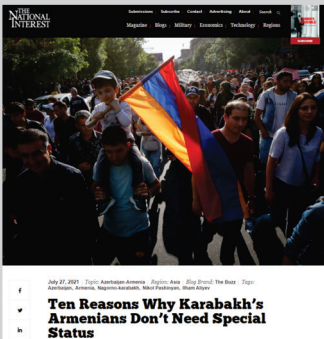 THE NATIONAL INTEREST
Submissions Subscribe Contact Advertising About Search
Magazine Blogs Military Economics Technology Regions
SUBSCRIBE
July 27, 2021 Topic: Azerbaijan-Armenia Region: Asia Blog Brand: The Buzz Tags:
Azerbaijan, Armenia, Nagorno-karabakh, Nikol Pashinyan, Ilham Aliyev
f
in
Ten Reasons Why Karabakh's
Armenians Don't Need Special
Status